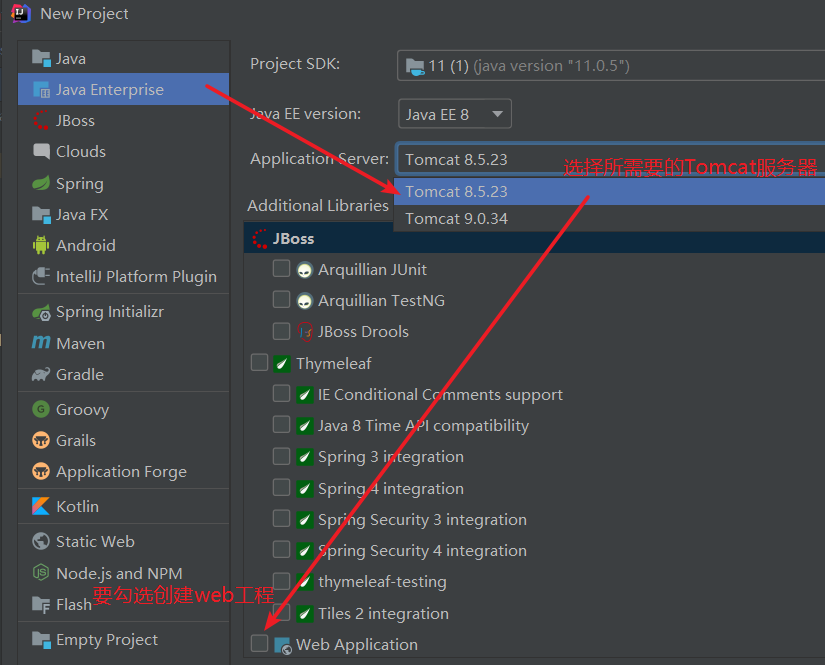 New Project
Java
Java Enterprise
JBoss
Clouds
Spring
Java FX
Android
IntelliJ Platform Plugin
Spring Initializr
Maven
Gradle
Groovy
Grails
Application Forge
Kotlin
Static Web
Node.js and NPM
Flash
要勾选创建web工程
Empty Project
Project SDK: 11 (1) (java version "11.0.5")
Java EE version: Java EE 8
Application Server: Tomcat 8.5.23
选择所需要的Tomcat服务器
Tomcat 8.5.23
Tomcat 9.0.34
Additional Libraries
JBoss
Arquillian JUnit
Arquillian TestNG
JBoss Drools
Thymeleaf
IE Conditional Comments support
Java 8 Time API compatibility
Spring 3 integration
Spring 4 integration
Spring Security 3 integration
Spring Security 4 integration
thymeleaf-testing
Tiles 2 integration
Web Application